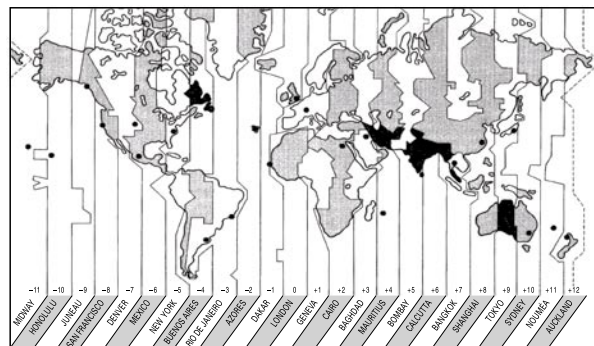 −11 −10 −9 −8 −7 −6 −5 −4 −3 −2 −1 0 +1 +2 +3 +4 +5 +6 +7 +8 +9 +10 +11 +12
MIDWAY
HONOLULU
JUNEAU
SAN FRANCISCO
DENVER
MEXICO
NEW YORK
BUENOS AIRES
RIO DE JANEIRO
AZORES
DAKAR
LONDON
GENEVA
CAIRO
BAGHDAD
MAURITIUS
BOMBAY
CALCUTTA
BANGKOK
SHANGHAI
TOKYO
SYDNEY
NOUMEA
AUCKLAND